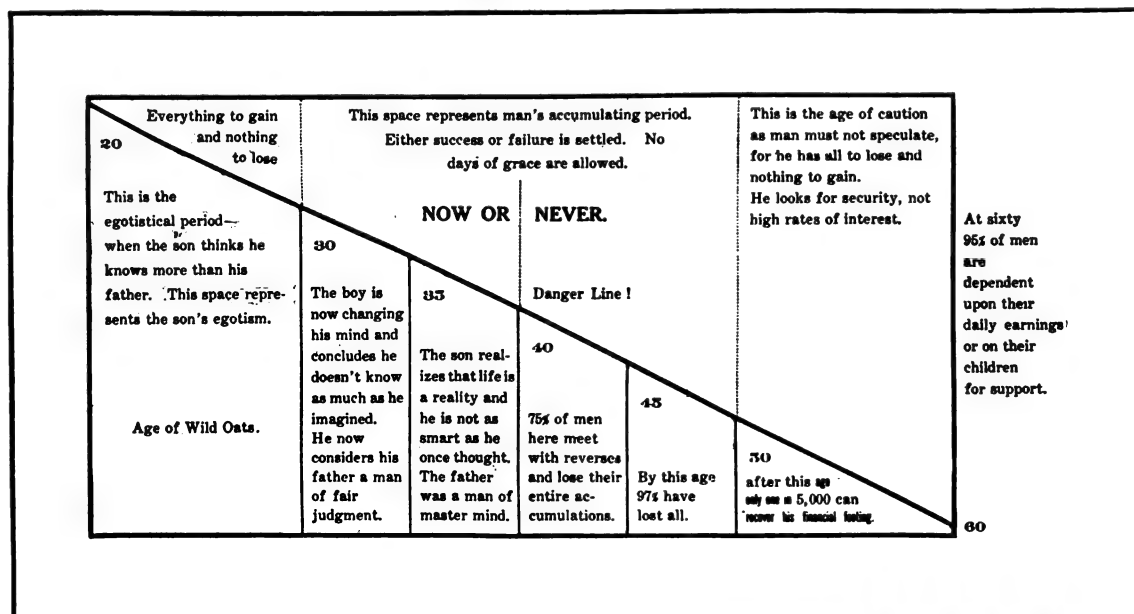 Everything to gain
and nothing
to lose
This space represents man's accumulating period.
Either success or failure is settled. No
days of grace are allowed.
NOW OR NEVER.
Danger Line !
This is the age of caution
as man must not speculate,
for he has all to lose and
nothing to gain.
He looks for security, not
high rates of interest.
20
This is the
egotistical period—
when the son thinks he
knows more than his
father. This space repre-
sents the son's egotism.
Age of Wild Oats.
30
The boy is
now changing
his mind and
concludes he
doesn't know
as much as he
imagined.
He now
considers his
father a man
of fair
judgment.
35
The son real-
izes that life is
a reality and
he is not as
smart as he
once thought.
The father
was a man of
master mind.
40
75% of men
here meet
with reverses
and lose their
entire ac-
cumulations.
45
By this age
97% have
lost all.
50
after this age
only one in 5,000 can
recover his financial footing.
60
At sixty
95% of men
are
dependent
upon their
daily earnings
or on their
children
for support.